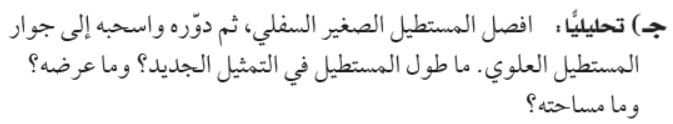 جـ) تحليليًّا: افصل المستطيل الصغير السفلي، ثم دوّره واسحبه إلى جوار
المستطيل العلوي. ما طول المستطيل في التمثيل الجديد؟ وما عرضه؟
وما مساحته؟